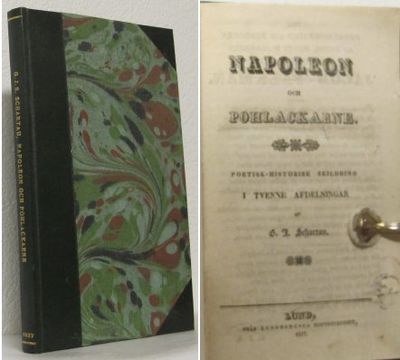 G.J.S. SCHARTAU, NAPOLEON OCH POHLACKARNE
1837
NAPOLEON
OCH
POHLACKARNE.
POETISK-HISTORISK SKILDRING
I TVENNE AFDELNINGAR
AF
G. J. Schartau.
LUND,
1837.